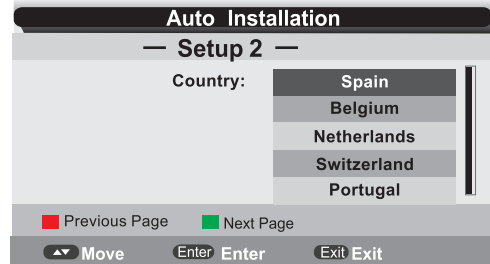 Auto Installation
— Setup 2 —
Country: Spain
Belgium
Netherlands
Switzerland
Portugal
Previous Page Next Page
Move Enter Enter Exit Exit